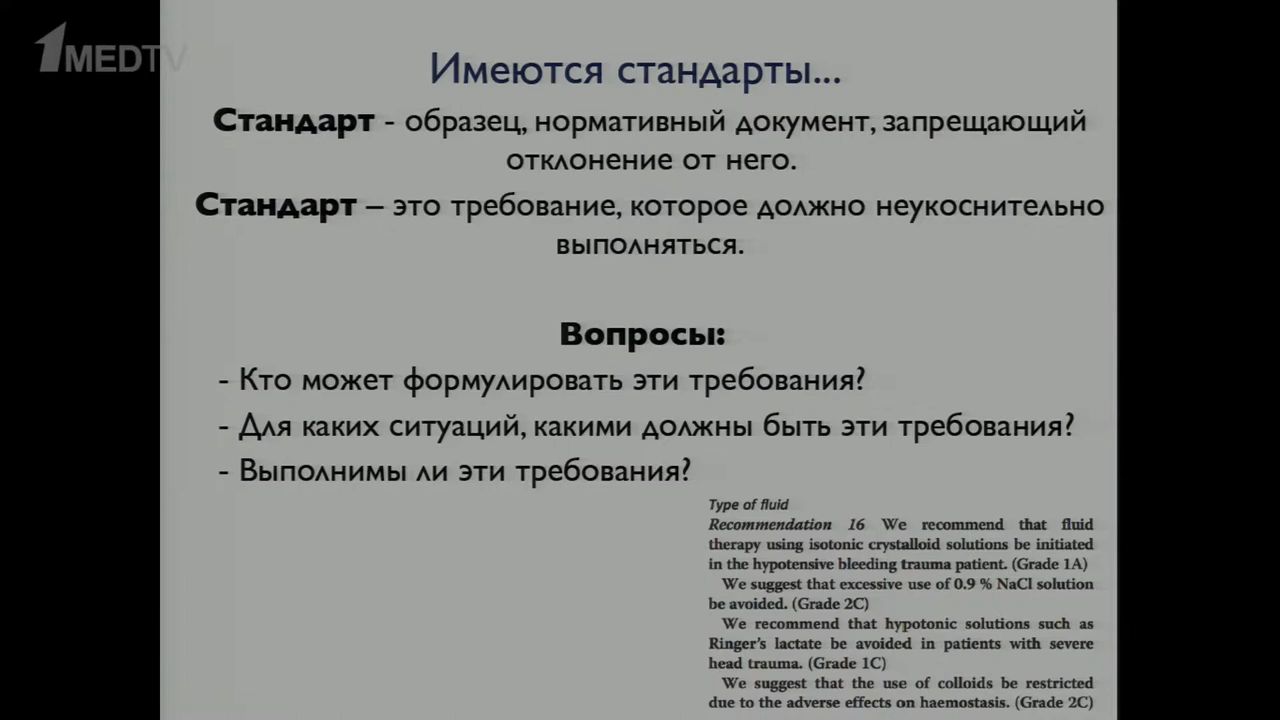 1MEDTV
Имеются стандарты...
Стандарт - образец, нормативный документ, запрещающий
отклонение от него.
Стандарт – это требование, которое должно неукоснительно
выполняться.
Вопросы:
- Кто может формулировать эти требования?
- Для каких ситуаций, какими должны быть эти требования?
- Выполнимы ли эти требования?
Type of fluid
Recommendation 16 We recommend that fluid
therapy using isotonic crystalloid solutions be initiated
in the hypotensive bleeding trauma patient. (Grade 1A)
We suggest that excessive use of 0.9 % NaCl solution
be avoided. (Grade 2C)
We recommend that hypotonic solutions such as
Ringer's lactate be avoided in patients with severe
head trauma. (Grade 1C)
We suggest that the use of colloids be restricted
due to the adverse effects on haemostasis. (Grade 2C)